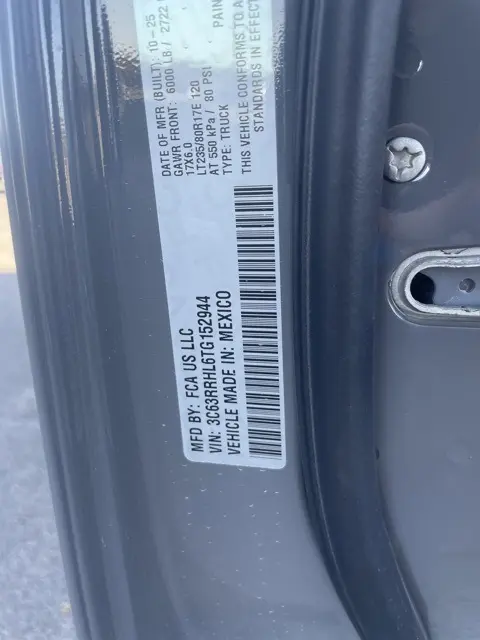 MFD BY: FCA US LLC
VIN: 3C63RRHL6TG152944
VEHICLE MADE IN: MEXICO
DATE OF MFR (BUILT): 10-25
GAWR FRONT: 6000 LB / 2722
17X6.0
LT235/80R17E 120
AT 550 kPa / 80 PSI
TYPE: TRUCK
THIS VEHICLE CONFORMS TO A
STANDARDS IN EFFECT
PAIN